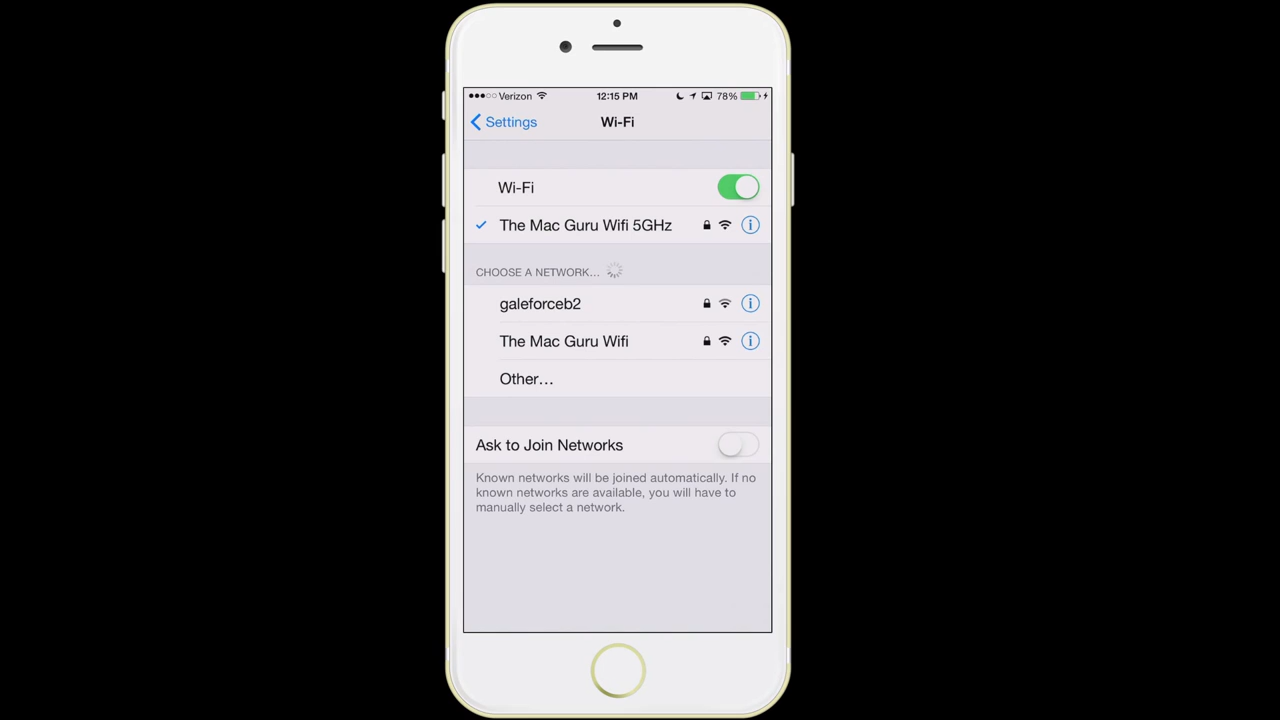 Verizon 12:15 PM 78%
Settings Wi-Fi
Wi-Fi
The Mac Guru Wifi 5GHz
CHOOSE A NETWORK...
galeforceb2
The Mac Guru Wifi
Other...
Ask to Join Networks
Known networks will be joined automatically. If no
known networks are available, you will have to
manually select a network.